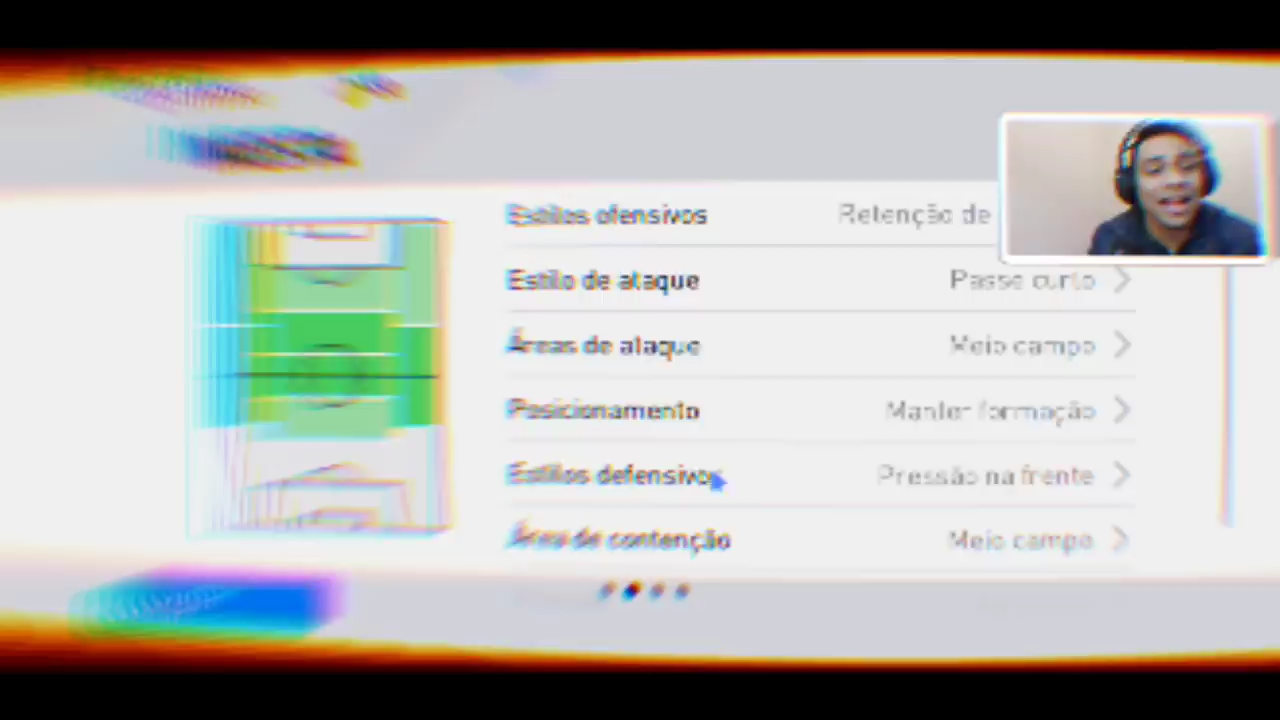 Estilos ofensivos Retenção de
Estilo de ataque Passe curto
Áreas de ataque Meio campo
Posicionamento Manter formação
Estilos defensivos Pressão na frente
Área de contenção Meio campo